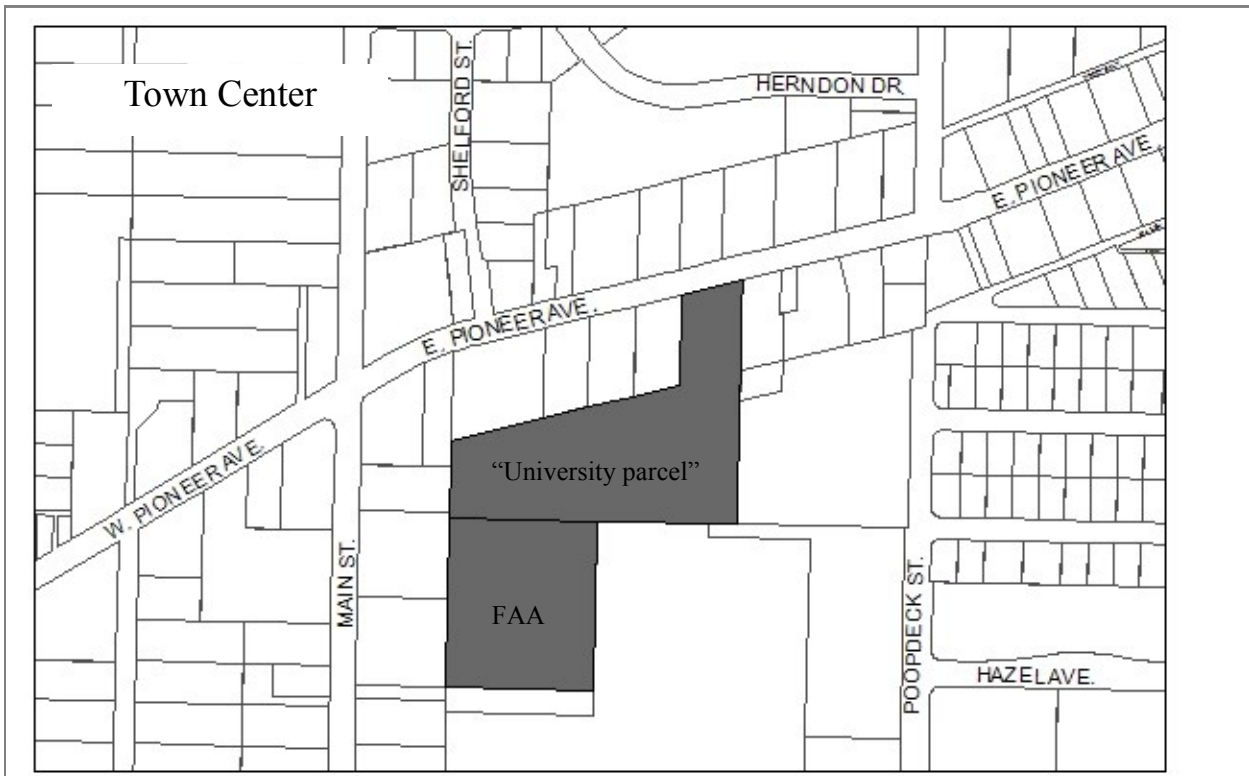 Town Center
SHELFORD ST.
HERNDON DR.
E. PIONEER AVE.
E. PIONEER AVE.
"University parcel"
W. PIONEER AVE.
MAIN ST.
FAA
POOPDECK ST.
HAZEL AVE.